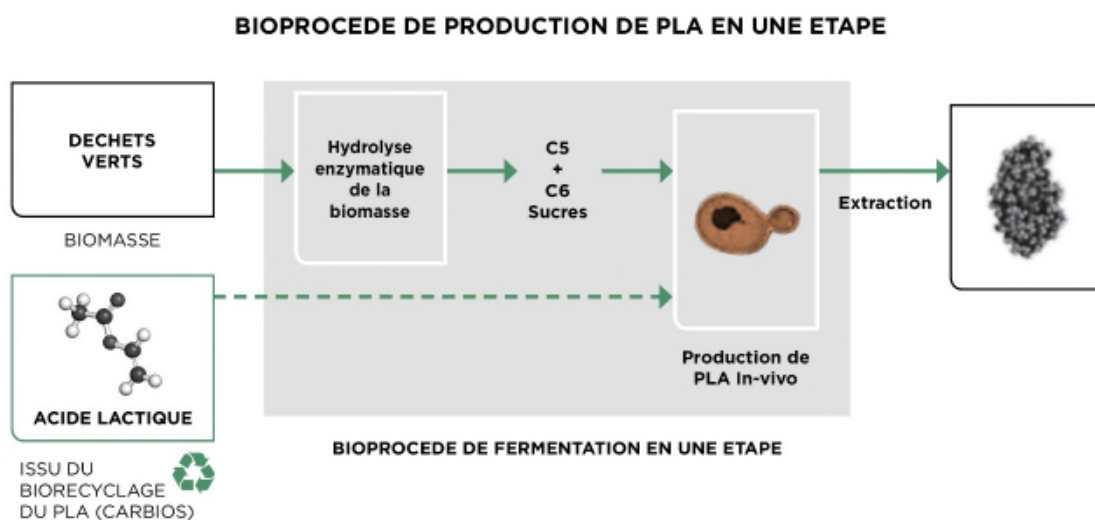 BIOPROCEDE DE PRODUCTION DE PLA EN UNE ETAPE
DECHETS
VERTS
BIOMASSE
Hydrolyse
enzymatique
de la
biomasse
C5
+
C6
Sucres
Extraction
ACIDE LACTIQUE
ISSU DU
BIORECYCLAGE
DU PLA (CARBIOS)
Production de
PLA In-vivo
BIOPROCEDE DE FERMENTATION EN UNE ETAPE